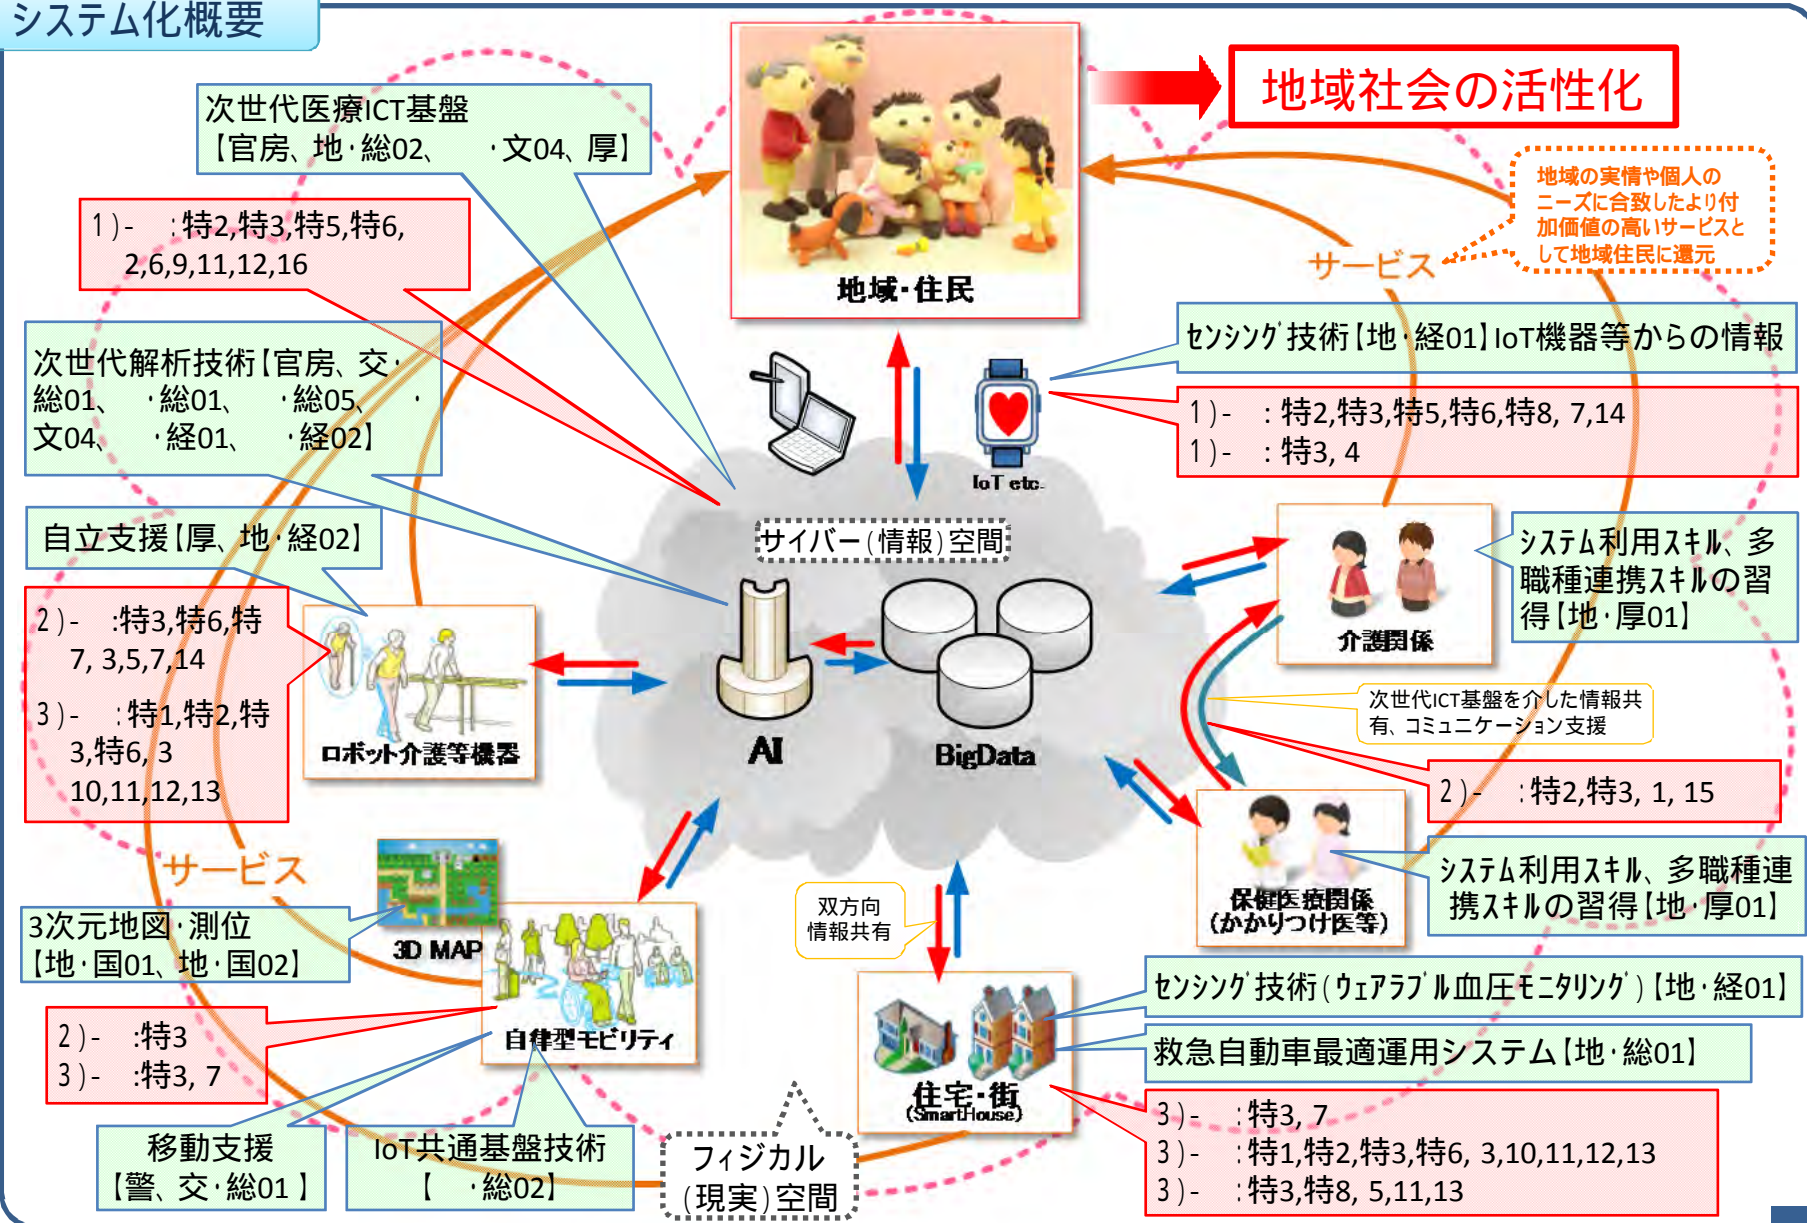 システム化概要
地域社会の活性化
次世代医療ICT基盤
【官房、地・総02、　　・文04、厚】
地域の実情や個人の
ニーズに合致したより付
加価値の高いサービスと
して地域住民に還元
1)-　:特2,特3,特5,特6,
2,6,9,11,12,16
サービス
地域・住民
センシング技術【地・経01】IoT機器等からの情報
次世代解析技術【官房、交・
総01、　・総01、　・総05、　・
文04、　・経01、　・経02】
1)-　:特2,特3,特5,特6,特8, 7,14
1)-　:特3, 4
IoT etc.
サイバー(情報)空間
自立支援【厚、地・経02】
システム利用スキル、多
職種連携スキルの習
得【地・厚01】
2)-　:特3,特6,特
7, 3,5,7,14
3)-　:特1,特2,特
3,特6, 3
10,11,12,13
介護関係
ロボット介護等機器
AI
BigData
次世代ICT基盤を介した情報共
有、コミュニケーション支援
2)-　:特2,特3, 1, 15
サービス
システム利用スキル、多職種連
携スキルの習得【地・厚01】
保健医療関係
(かかりつけ医等)
双方向
情報共有
3次元地図・測位
【地・国01、地・国02】
3D MAP
センシング技術(ウェアラブル血圧モニタリング)【地・経01】
2)-　:特3
3)-　:特3, 7
自律型モビリティ
救急自動車最適運用システム【地・総01】
住宅・街
(SmartHouse)
3)-　:特3, 7
3)-　:特1,特2,特3,特6, 3,10,11,12,13
3)-　:特3,特8, 5,11,13
移動支援
【警、交・総01】
IoT共通基盤技術
【　・総02】
フィジカル
(現実)空間